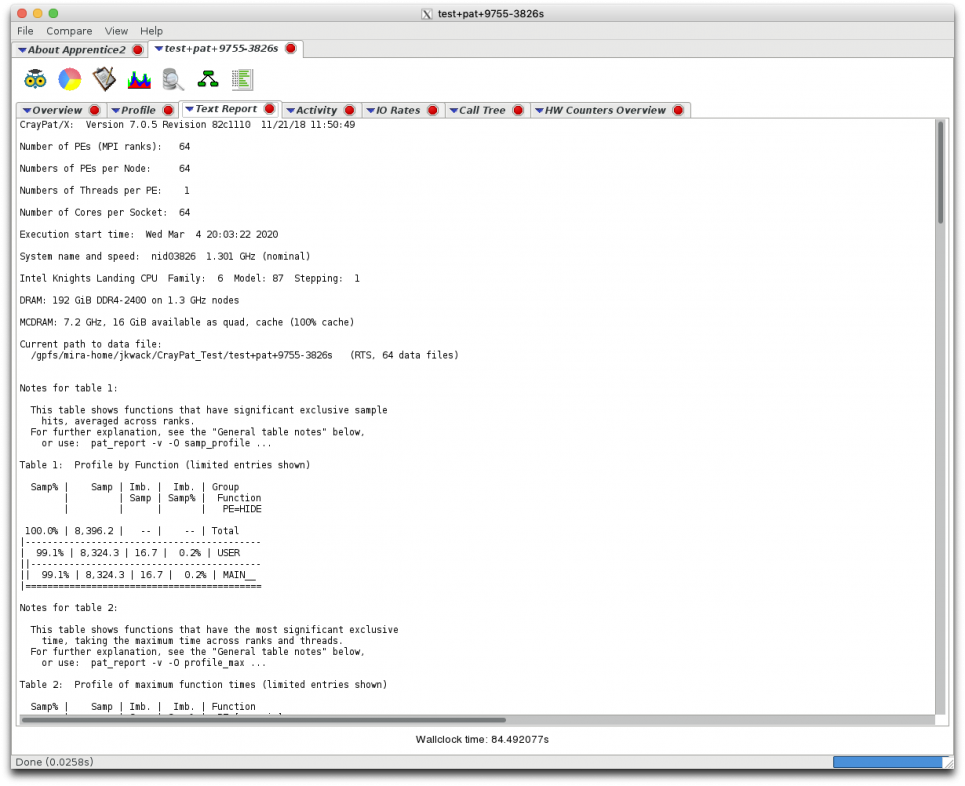 test+pat+9755-3826s
File Compare View Help
About Apprentice2 test+pat+9755-3826s
Overview Profile Text Report Activity IO Rates Call Tree HW Counters Overview
CrayPat/X:  Version 7.0.5 Revision 82c1110  11/21/18 11:50:49
Number of PEs (MPI ranks):   64
Numbers of PEs per Node:     64
Numbers of Threads per PE:    1
Number of Cores per Socket:  64
Execution start time:  Wed Mar  4 20:03:22 2020
System name and speed:  nid03826  1.301 GHz (nominal)
Intel Knights Landing CPU  Family:  6  Model: 87  Stepping:  1
DRAM: 192 GiB DDR4-2400 on 1.3 GHz nodes
MCDRAM: 7.2 GHz, 16 GiB available as quad, cache (100% cache)
Current path to data file:
  /gpfs/mira-home/jkwack/CrayPat_Test/test+pat+9755-3826s   (RTS, 64 data files)
Notes for table 1:
  This table shows functions that have significant exclusive sample
    hits, averaged across ranks.
  For further explanation, see the "General table notes" below,
    or use:  pat_report -v -O samp_profile ...
Table 1:  Profile by Function (limited entries shown)
  Samp% |    Samp | Imb. |  Imb. | Group
        |         | Samp | Samp% |  Function
        |         |      |       |   PE=HIDE
 100.0% | 8,396.2 |   -- |    -- | Total
|-------------------------------------------
|  99.1% | 8,324.3 | 16.7 |  0.2% | USER
||------------------------------------------
||  99.1% | 8,324.3 | 16.7 |  0.2% | MAIN__
|===========================================
Notes for table 2:
  This table shows functions that have the most significant exclusive
    time, taking the maximum time across ranks and threads.
  For further explanation, see the "General table notes" below,
    or use:  pat_report -v -O profile_max ...
Table 2:  Profile of maximum function times (limited entries shown)
  Samp% |    Samp | Imb. |  Imb. | Function
Wallclock time: 84.492077s
Done (0.0258s)